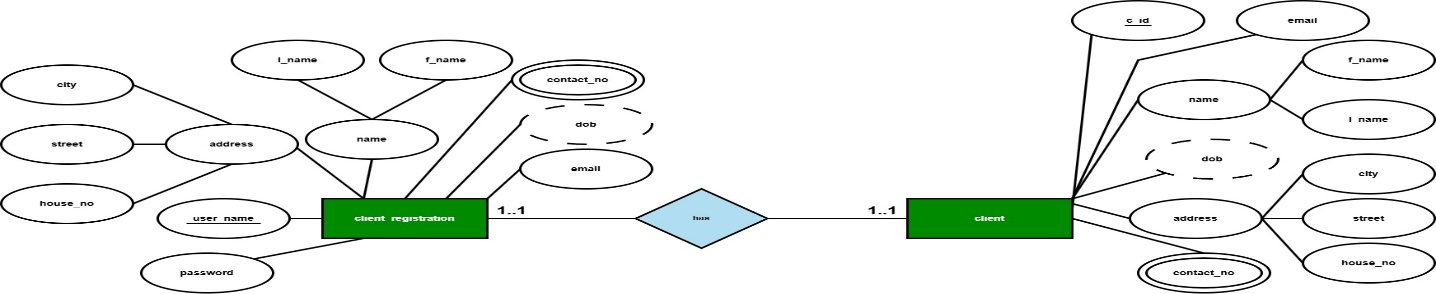 c_id
email
l_name
f_name
f_name
city
contact_no
name
l_name
dob
street
address
name
dob
email
city
house_no
user_name
client_registration
1..1
has
1..1
client
address
street
password
contact_no
house_no